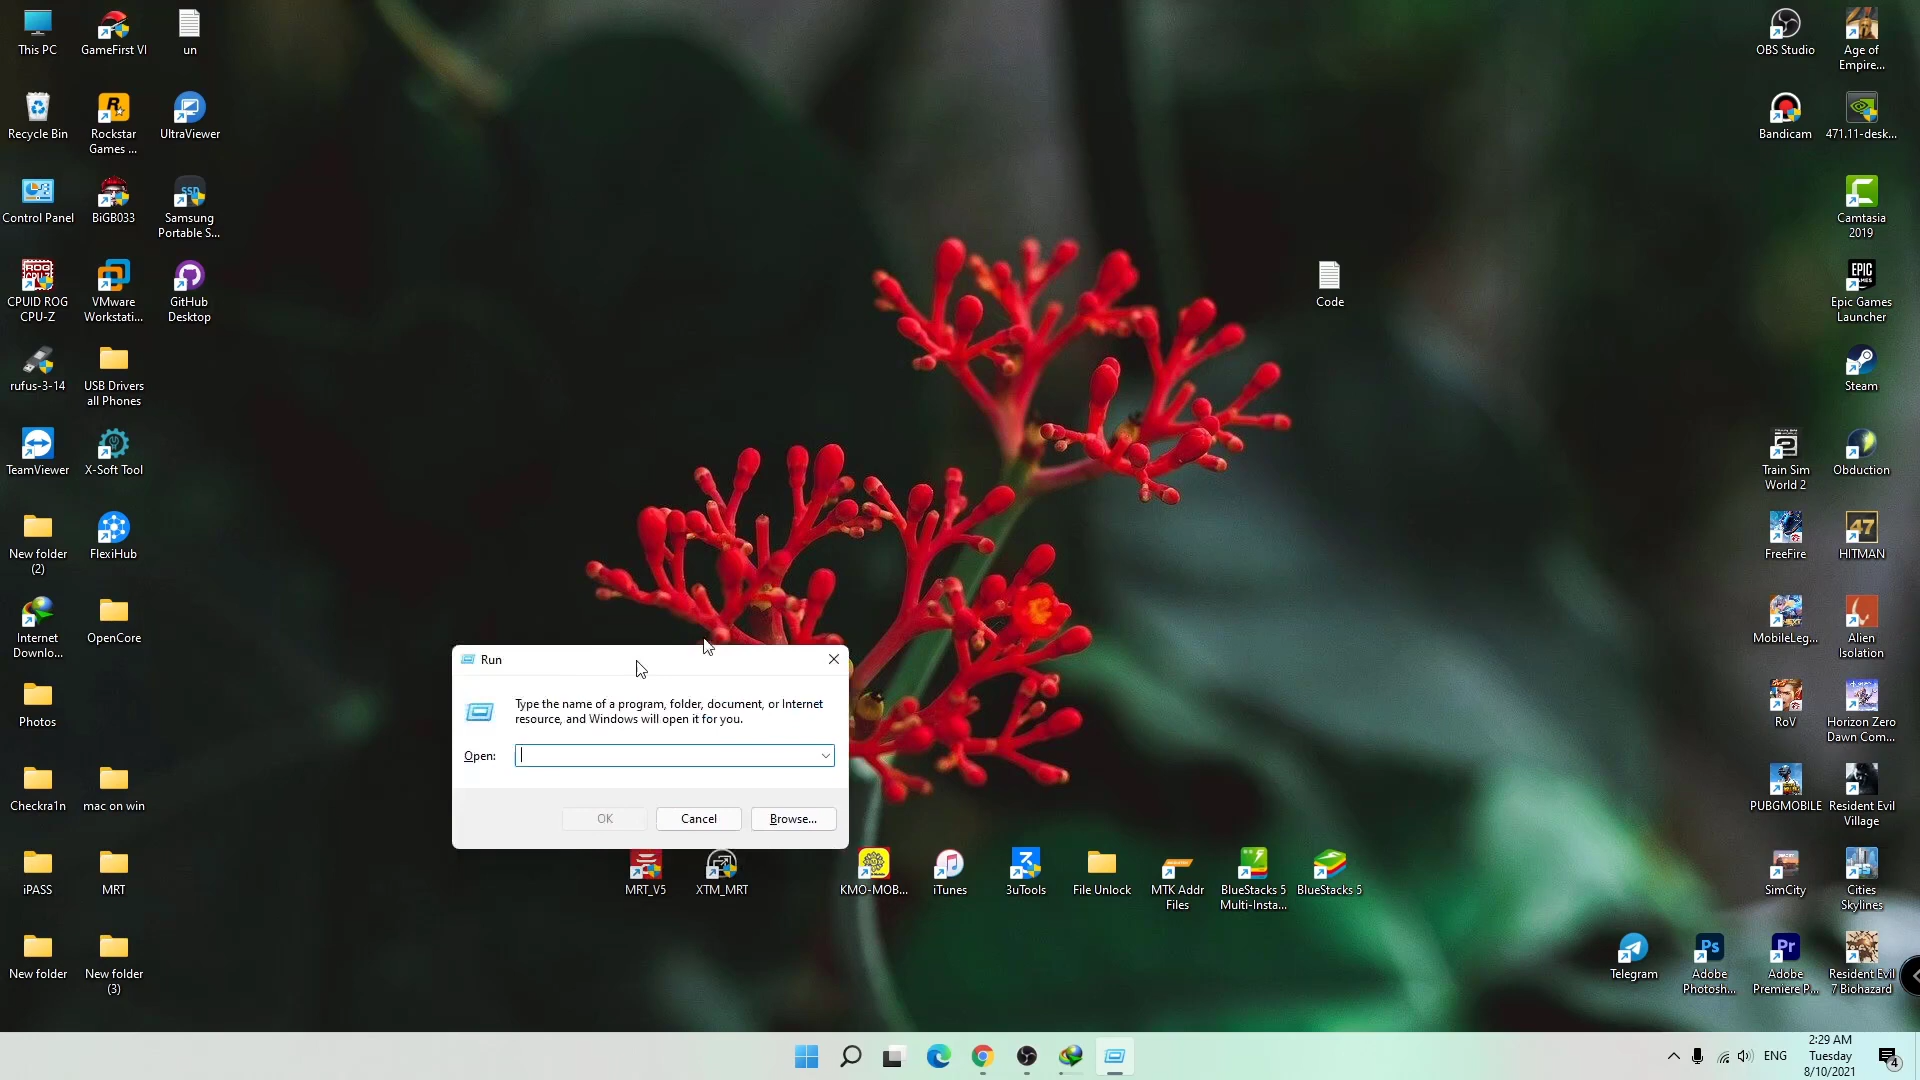 This PC
GameFirst VI
un
OBS Studio
Age of
Empire...
Recycle Bin
Rockstar
Games ...
UltraViewer
Bandicam
471.11-desk...
Control Panel
BiGB033
Samsung
Portable S...
Camtasia
2019
CPUID ROG
CPU-Z
VMware
Workstati...
GitHub
Desktop
Code
Epic Games
Launcher
rufus-3-14
USB Drivers
all Phones
Steam
TeamViewer
X-Soft Tool
Train Sim
World 2
Obduction
New folder
(2)
FlexiHub
FreeFire
HITMAN
Internet
Downlo...
OpenCore
MobileLeg...
Alien
Isolation
Run
Type the name of a program, folder, document, or Internet
resource, and Windows will open it for you.
Open:
OK
Cancel
Browse...
Photos
RoV
Horizon Zero
Dawn Com...
Checkra1n
mac on win
PUBGMOBILE
Resident Evil
Village
iPASS
MRT
MRT_V5
XTM_MRT
KMO-MOB...
iTunes
3uTools
File Unlock
MTK Addr
Files
BlueStacks 5
Multi-Insta...
BlueStacks 5
SimCity
Cities
Skylines
New folder
New folder
(3)
Telegram
Adobe
Photosh...
Adobe
Premiere P...
Resident Evil
7 Biohazard
ENG
2:29 AM
Tuesday
8/10/2021
4